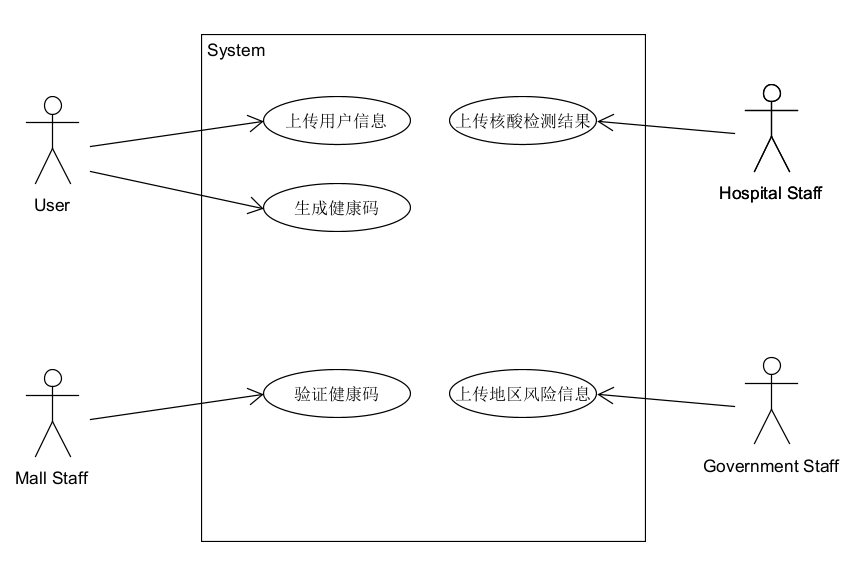 System
上传用户信息
上传核酸检测结果
User
生成健康码
Hospital Staff
验证健康码
上传地区风险信息
Mall Staff
Government Staff